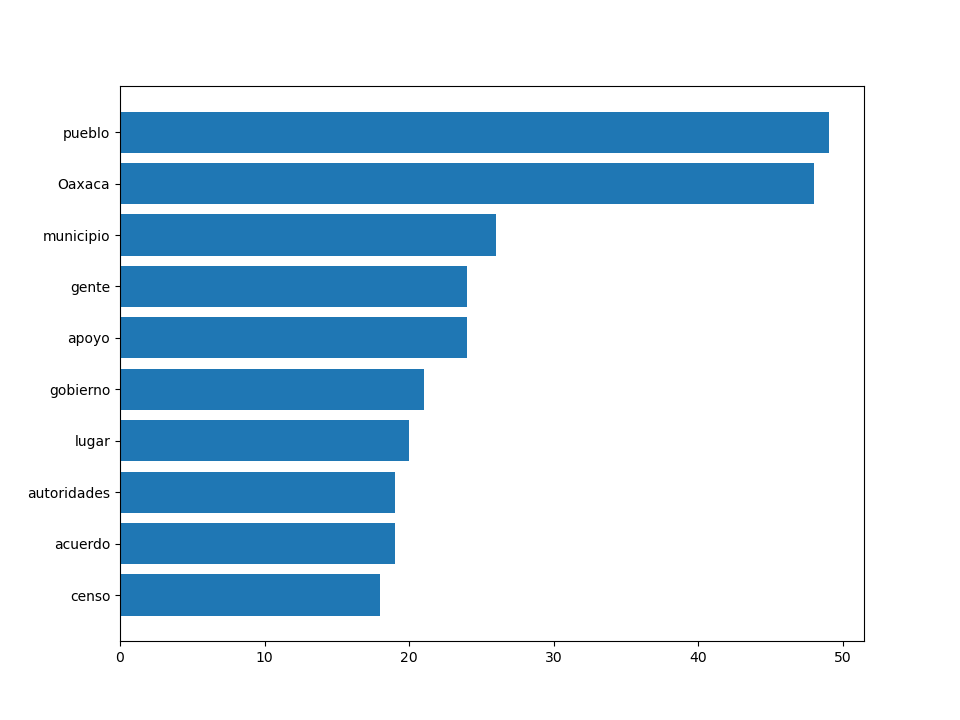 pueblo
Oaxaca
municipio
gente
apoyo
gobierno
lugar
autoridades
acuerdo
censo
0 10 20 30 40 50